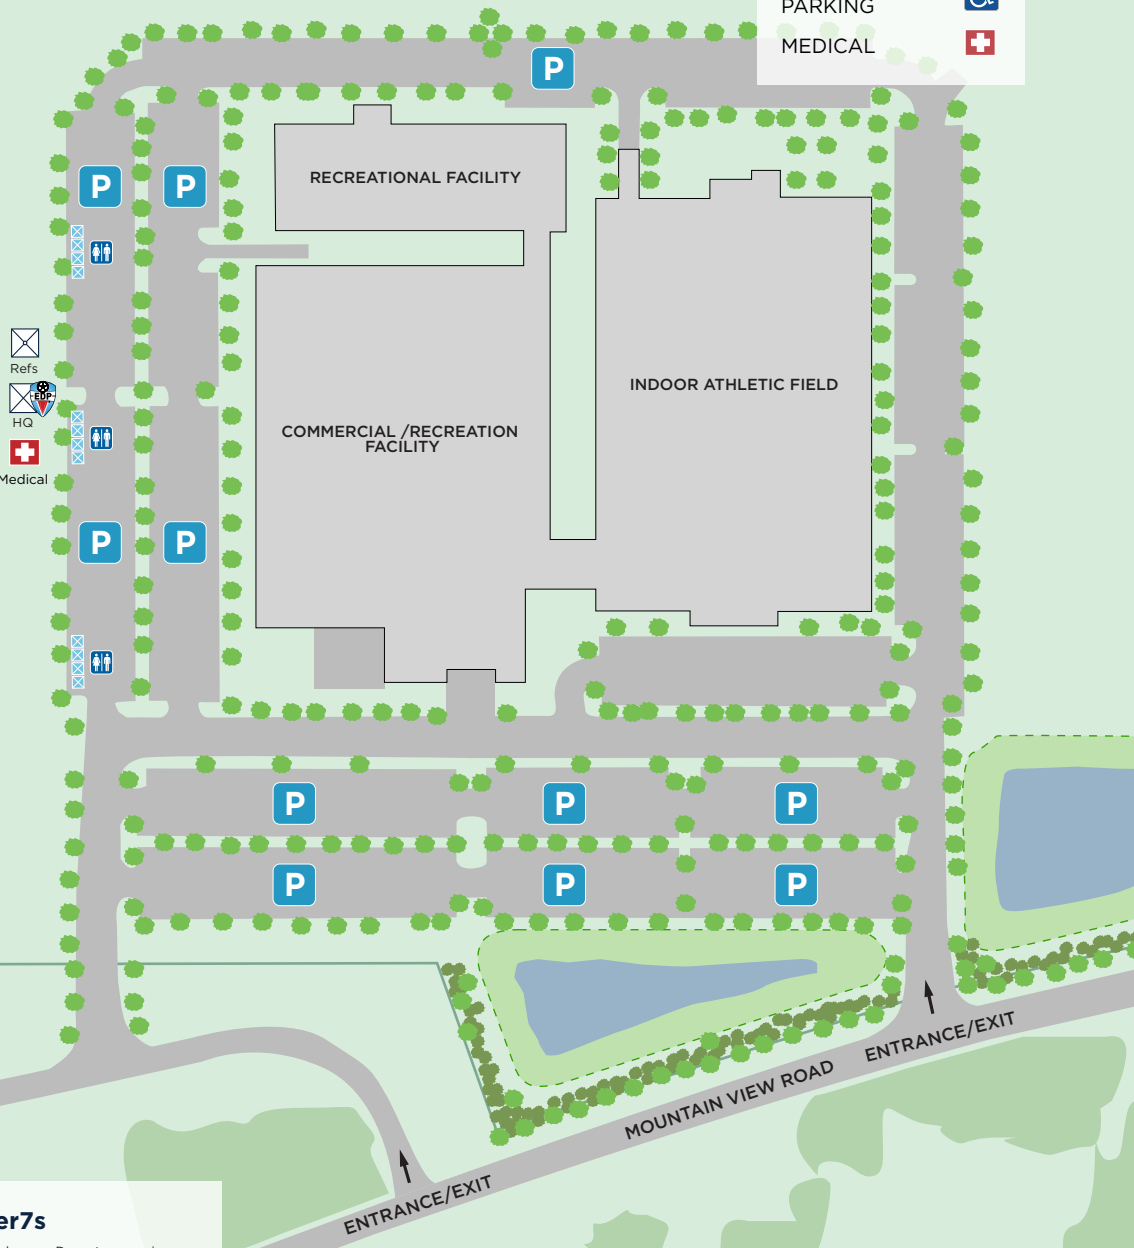 PARKING
MEDICAL
P
RECREATIONAL FACILITY
P
P
Refs
EDP
HQ
Medical
INDOOR ATHLETIC FIELD
COMMERCIAL /RECREATION
FACILITY
P
P
P
P
P
P
P
P
ENTRANCE/EXIT
MOUNTAIN VIEW ROAD
ENTRANCE/EXIT
er7s